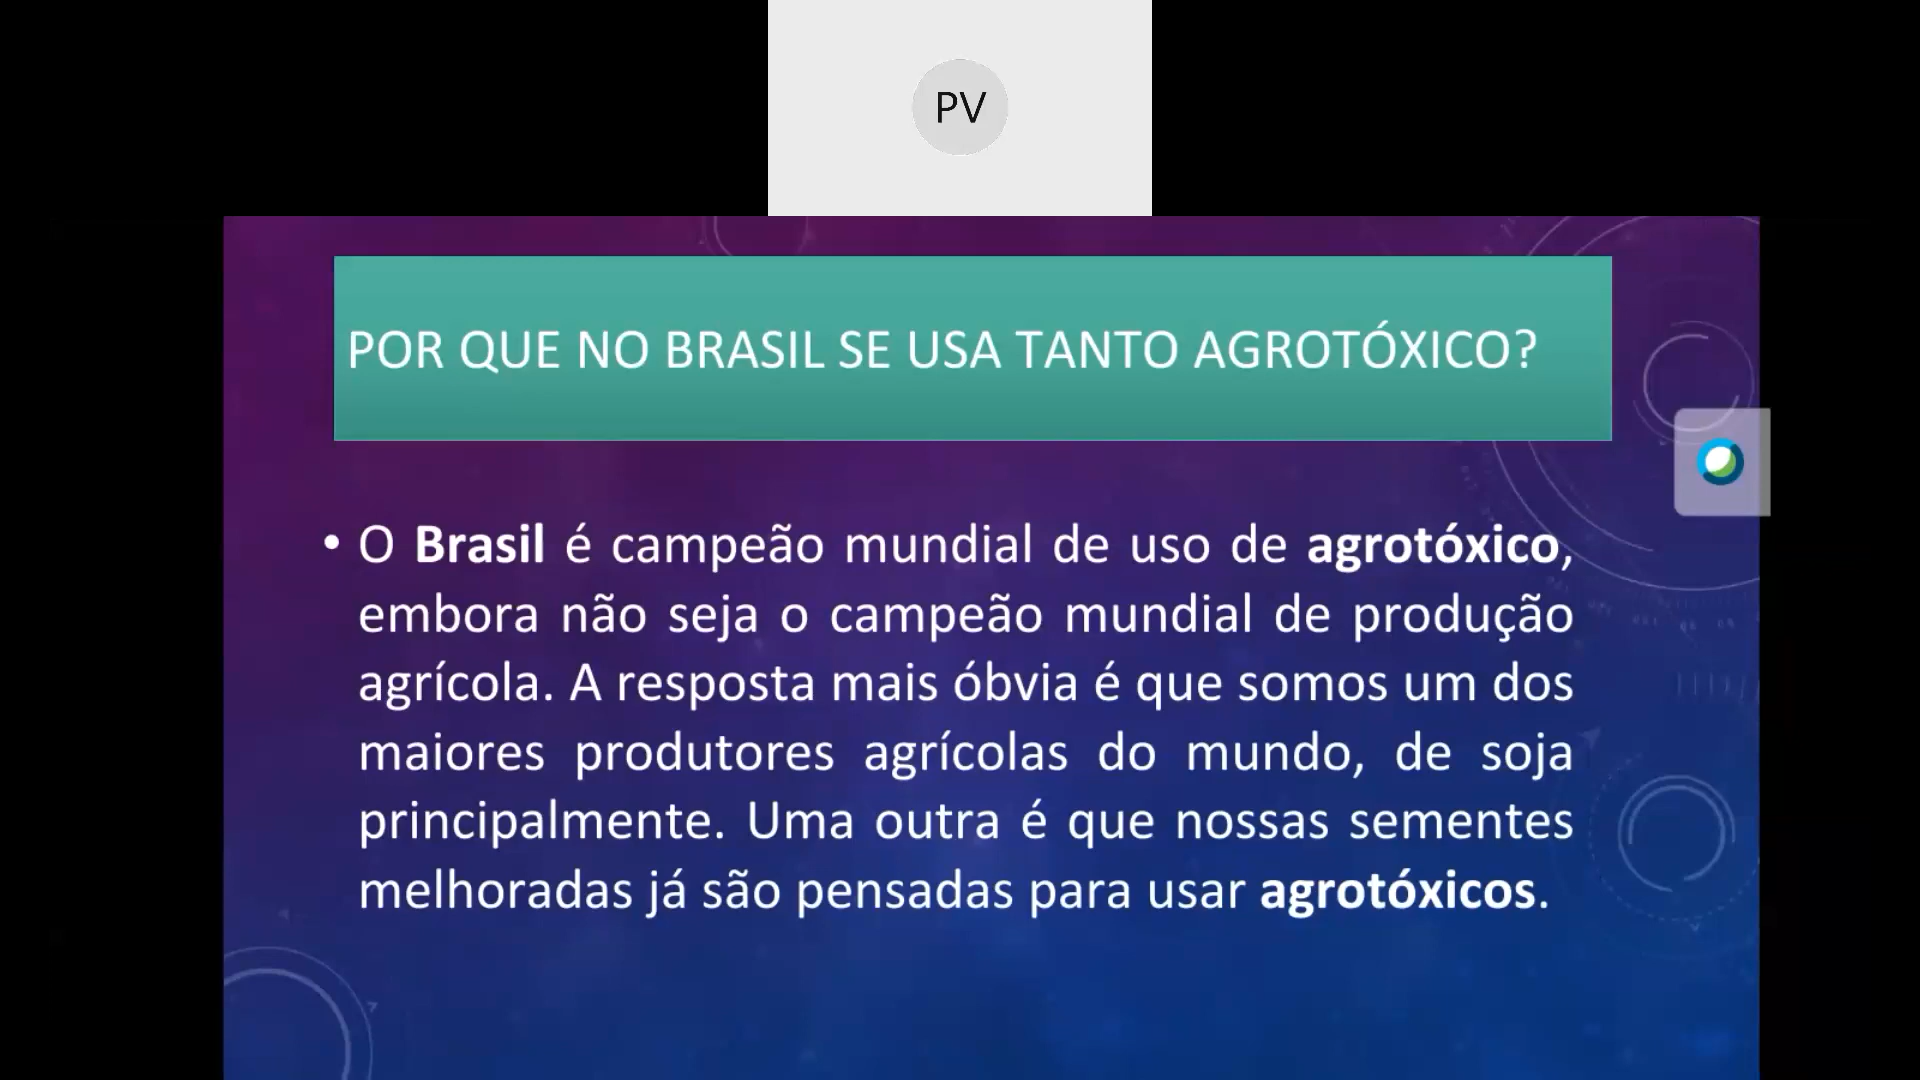 PV
POR QUE NO BRASIL SE USA TANTO AGROTÓXICO?
• O Brasil é campeão mundial de uso de agrotóxico,
embora não seja o campeão mundial de produção
agrícola. A resposta mais óbvia é que somos um dos
maiores produtores agrícolas do mundo, de soja
principalmente. Uma outra é que nossas sementes
melhoradas já são pensadas para usar agrotóxicos.